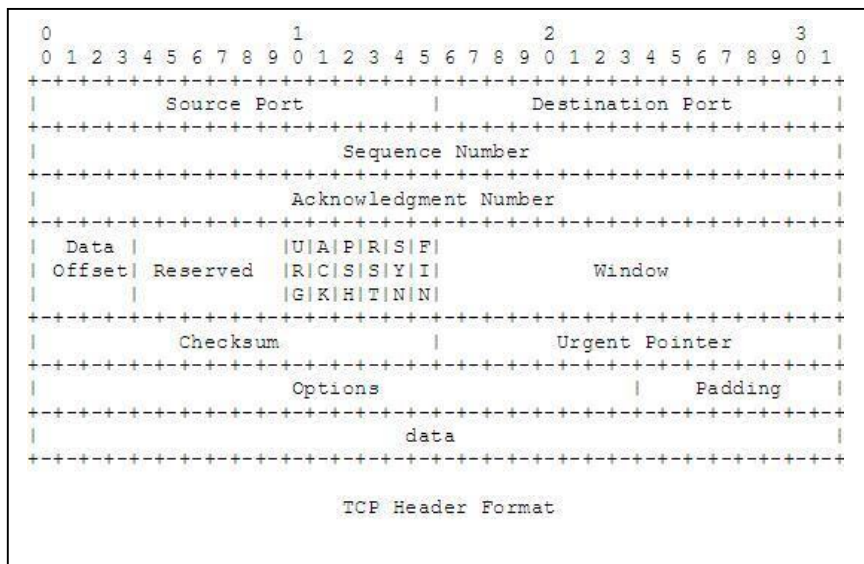 0                   1                   2                   3
 0 1 2 3 4 5 6 7 8 9 0 1 2 3 4 5 6 7 8 9 0 1 2 3 4 5 6 7 8 9 0 1
+-+-+-+-+-+-+-+-+-+-+-+-+-+-+-+-+-+-+-+-+-+-+-+-+-+-+-+-+-+-+-+-+
|          Source Port          |       Destination Port        |
+-+-+-+-+-+-+-+-+-+-+-+-+-+-+-+-+-+-+-+-+-+-+-+-+-+-+-+-+-+-+-+-+
|                        Sequence Number                        |
+-+-+-+-+-+-+-+-+-+-+-+-+-+-+-+-+-+-+-+-+-+-+-+-+-+-+-+-+-+-+-+-+
|                    Acknowledgment Number                      |
+-+-+-+-+-+-+-+-+-+-+-+-+-+-+-+-+-+-+-+-+-+-+-+-+-+-+-+-+-+-+-+-+
|  Data |           |U|A|P|R|S|F|                               |
| Offset| Reserved  |R|C|S|S|Y|I|            Window             |
|       |           |G|K|H|T|N|N|                               |
+-+-+-+-+-+-+-+-+-+-+-+-+-+-+-+-+-+-+-+-+-+-+-+-+-+-+-+-+-+-+-+-+
|           Checksum            |         Urgent Pointer        |
+-+-+-+-+-+-+-+-+-+-+-+-+-+-+-+-+-+-+-+-+-+-+-+-+-+-+-+-+-+-+-+-+
|                    Options                    |    Padding    |
+-+-+-+-+-+-+-+-+-+-+-+-+-+-+-+-+-+-+-+-+-+-+-+-+-+-+-+-+-+-+-+-+
|                             data                              |
+-+-+-+-+-+-+-+-+-+-+-+-+-+-+-+-+-+-+-+-+-+-+-+-+-+-+-+-+-+-+-+-+
TCP Header Format